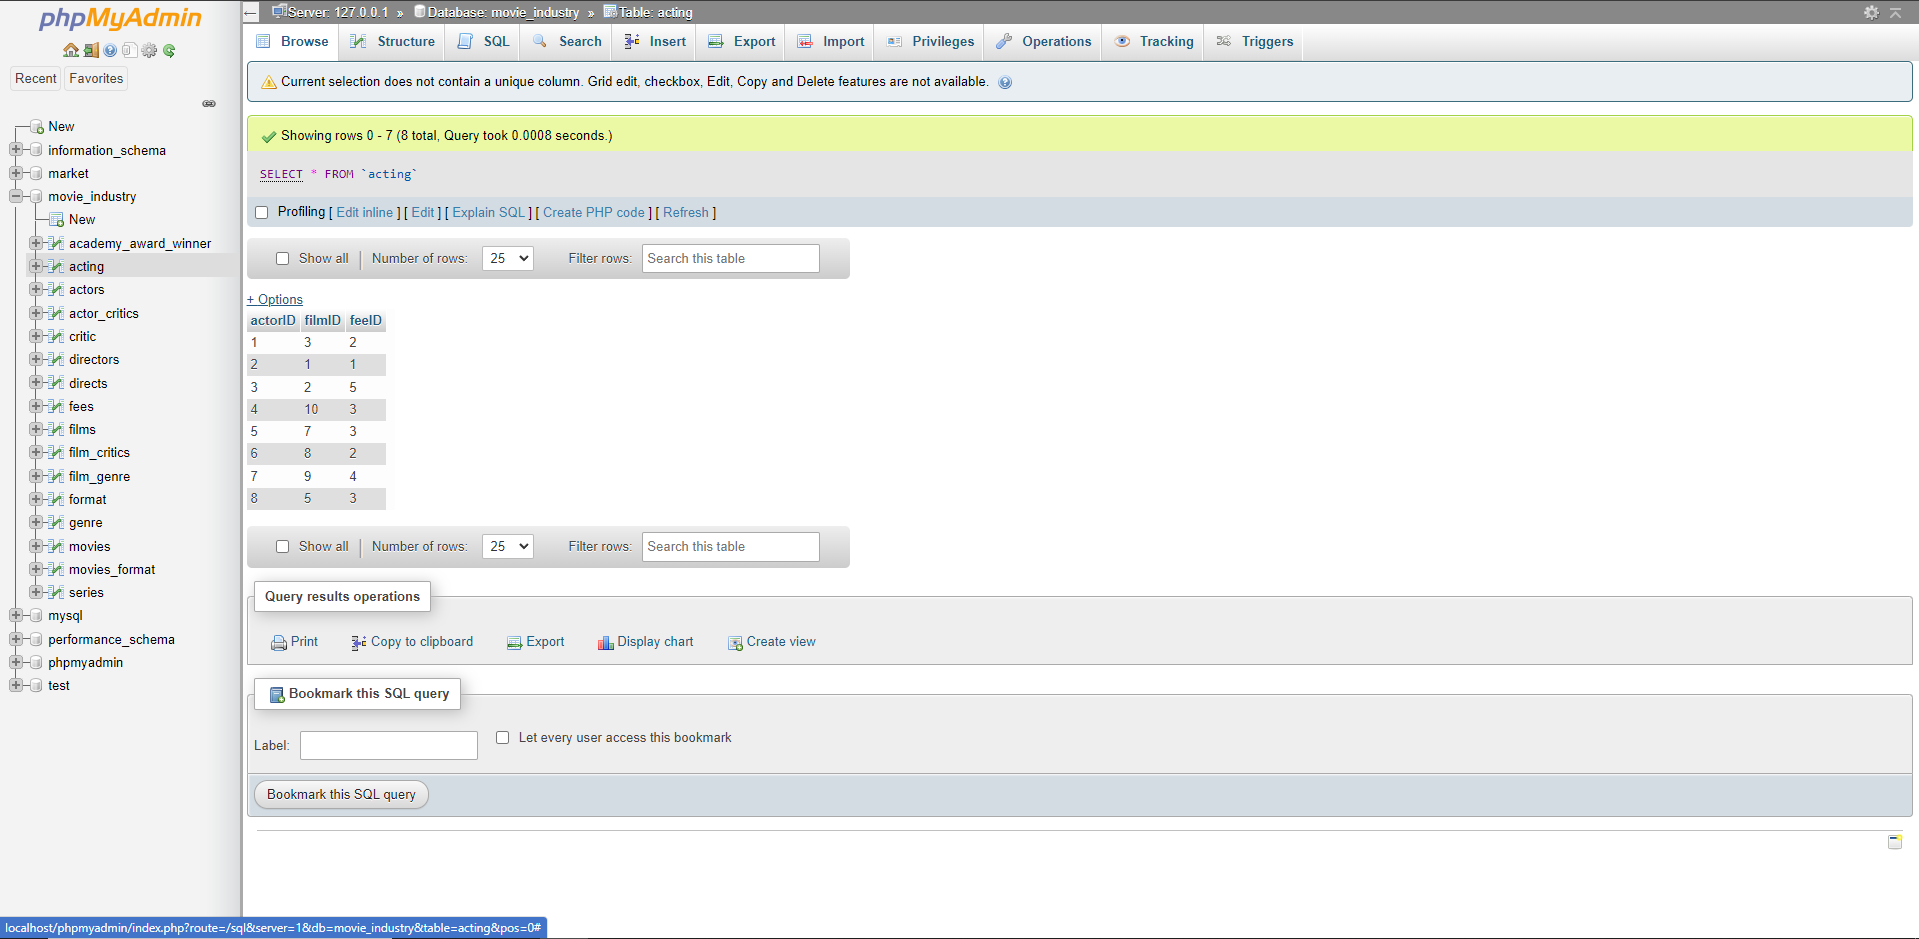 phpMyAdmin
Recent Favorites
New
information_schema
market
movie_industry
New
academy_award_winner
acting
actors
actor_critics
critic
directors
directs
fees
films
film_critics
film_genre
format
genre
movies
movies_format
series
mysql
performance_schema
phpmyadmin
test
Server: 127.0.0.1 » Database: movie_industry » Table: acting
Browse Structure SQL Search Insert Export Import Privileges Operations Tracking Triggers
Current selection does not contain a unique column. Grid edit, checkbox, Edit, Copy and Delete features are not available.
Showing rows 0 - 7 (8 total, Query took 0.0008 seconds.)
SELECT * FROM `acting`
Profiling [ Edit inline ] [ Edit ] [ Explain SQL ] [ Create PHP code ] [ Refresh ]
Show all | Number of rows: 25 Filter rows: Search this table
+ Options
actorID filmID feeID
1 3 2
2 1 1
3 2 5
4 10 3
5 7 3
6 8 2
7 9 4
8 5 3
Show all | Number of rows: 25 Filter rows: Search this table
Query results operations
Print Copy to clipboard Export Display chart Create view
Bookmark this SQL query
Label: Let every user access this bookmark
Bookmark this SQL query
localhost/phpmyadmin/index.php?route=/sql&server=1&db=movie_industry&table=acting&pos=0#